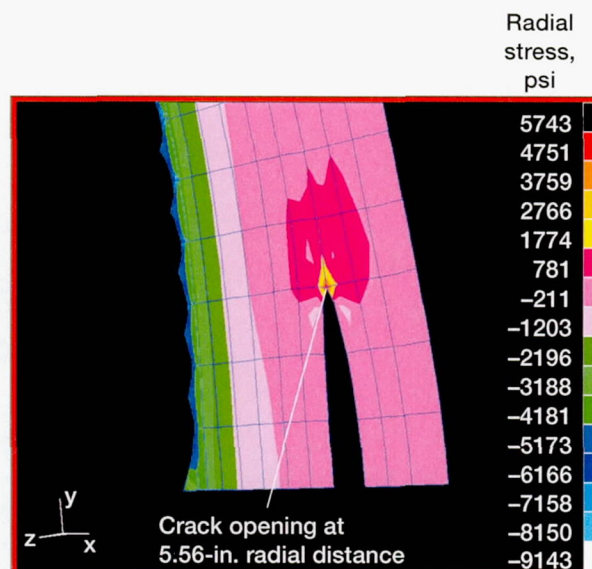 Radial
stress,
psi
5743
4751
3759
2766
1774
781
−211
−1203
−2196
−3188
−4181
−5173
−6166
−7158
−8150
−9143
y
z
x
Crack opening at
5.56-in. radial distance